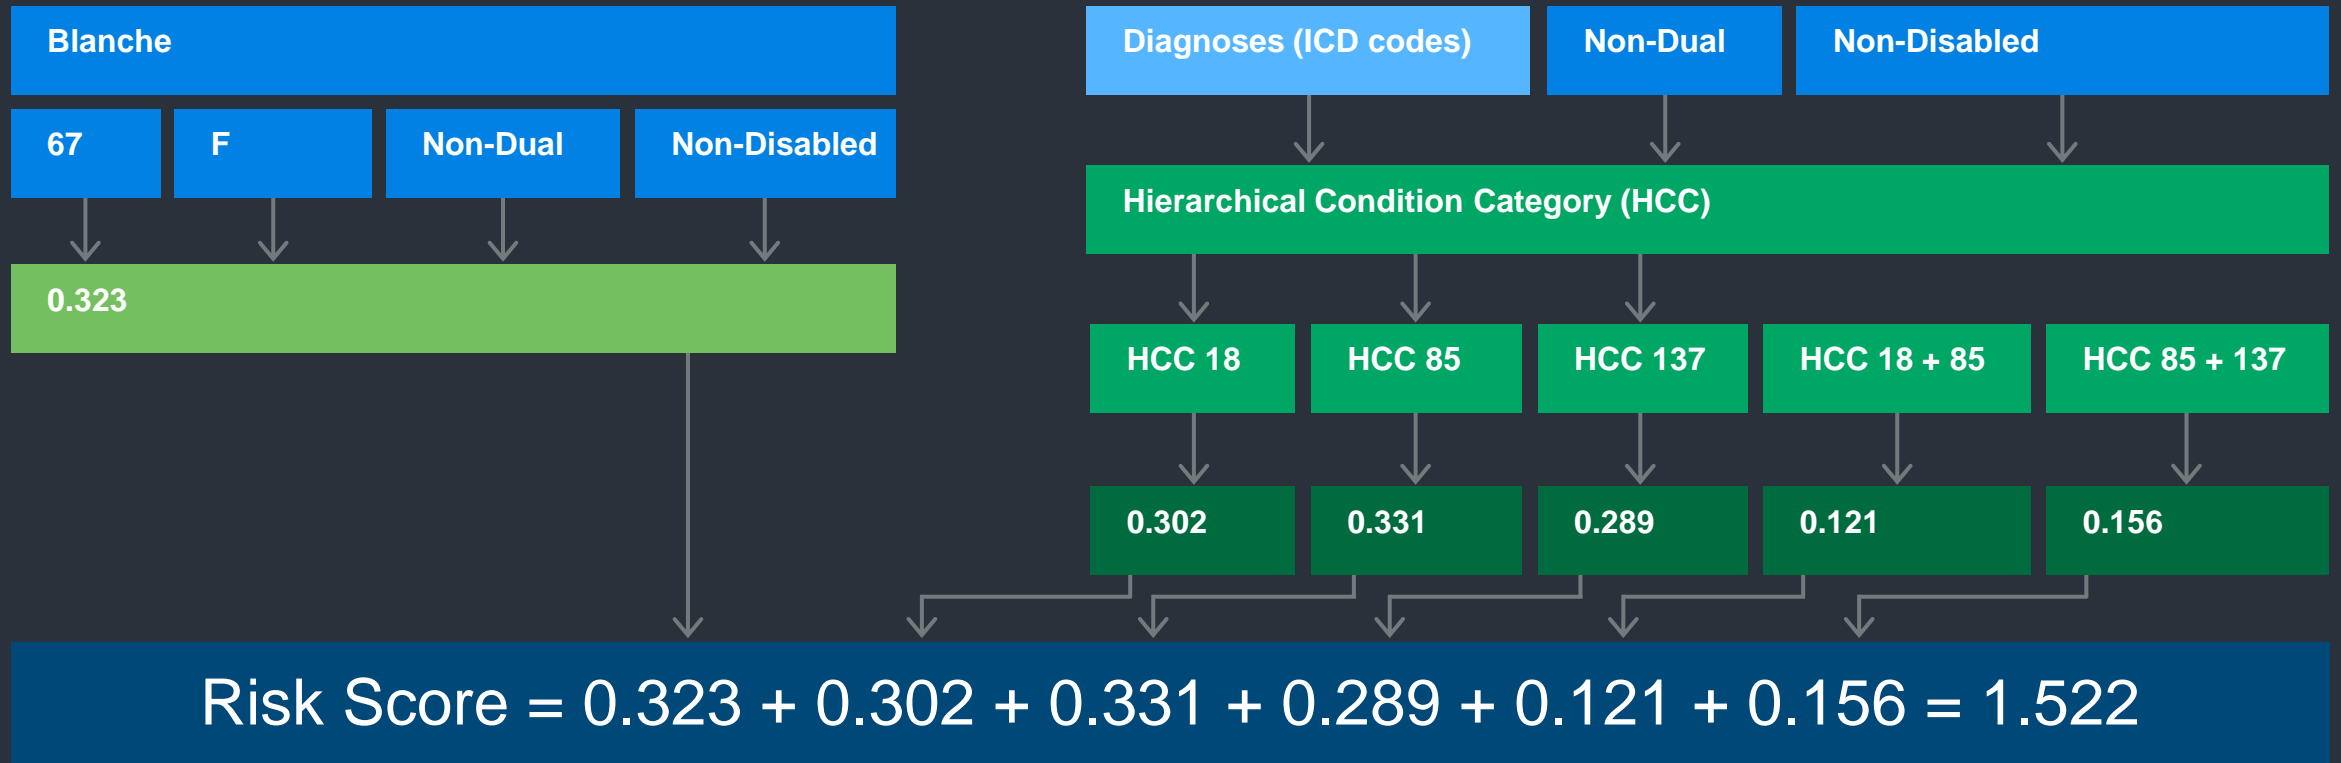 Blanche
67
F
Non-Dual
Non-Disabled
0.323
Diagnoses (ICD codes)
Non-Dual
Non-Disabled
Hierarchical Condition Category (HCC)
HCC 18
HCC 85
HCC 137
HCC 18 + 85
HCC 85 + 137
0.302
0.331
0.289
0.121
0.156
Risk Score = 0.323 + 0.302 + 0.331 + 0.289 + 0.121 + 0.156 = 1.522